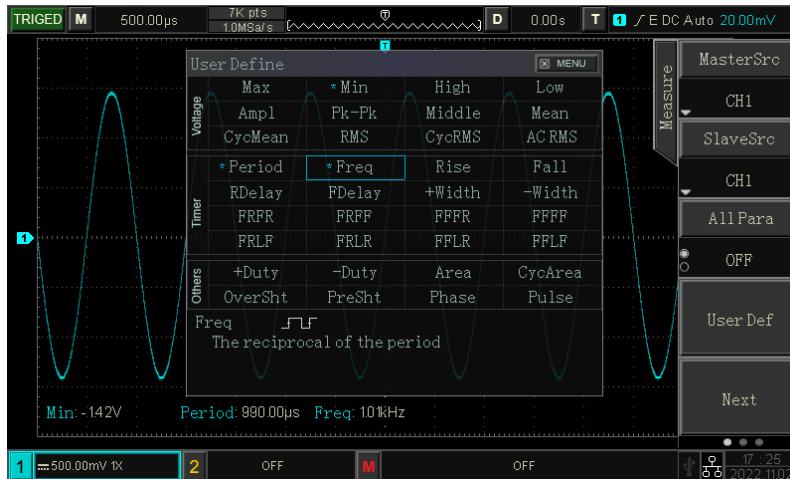 TRIGED M 500.00μs 7K pts D 0.00s T 1 F E DC Auto 20.00mV
1.0MSa/s
T
User Define MENU
Voltage
Max *Min High Low
Ampl Pk-Pk Middle Mean
CycMean RMS CycRMS AC RMS
Timer
*Period *Freq Rise Fall
RDelay FDelay +Width -Width
FRFR FRFF FFFR FFFF
FRLF FRLR FFLR FFLF
Others
+Duty -Duty Area CycArea
OverSht PreSht Phase Pulse
Freq
The reciprocal of the period
1
Min: -1.42V Period: 990.00μs Freq: 1.01kHz
Measure
MasterSrc
CH1
SlaveSrc
CH1
All Para
OFF
User Def
Next
1 500.00mV 1X 2 OFF M OFF 17:25
2022.11.02